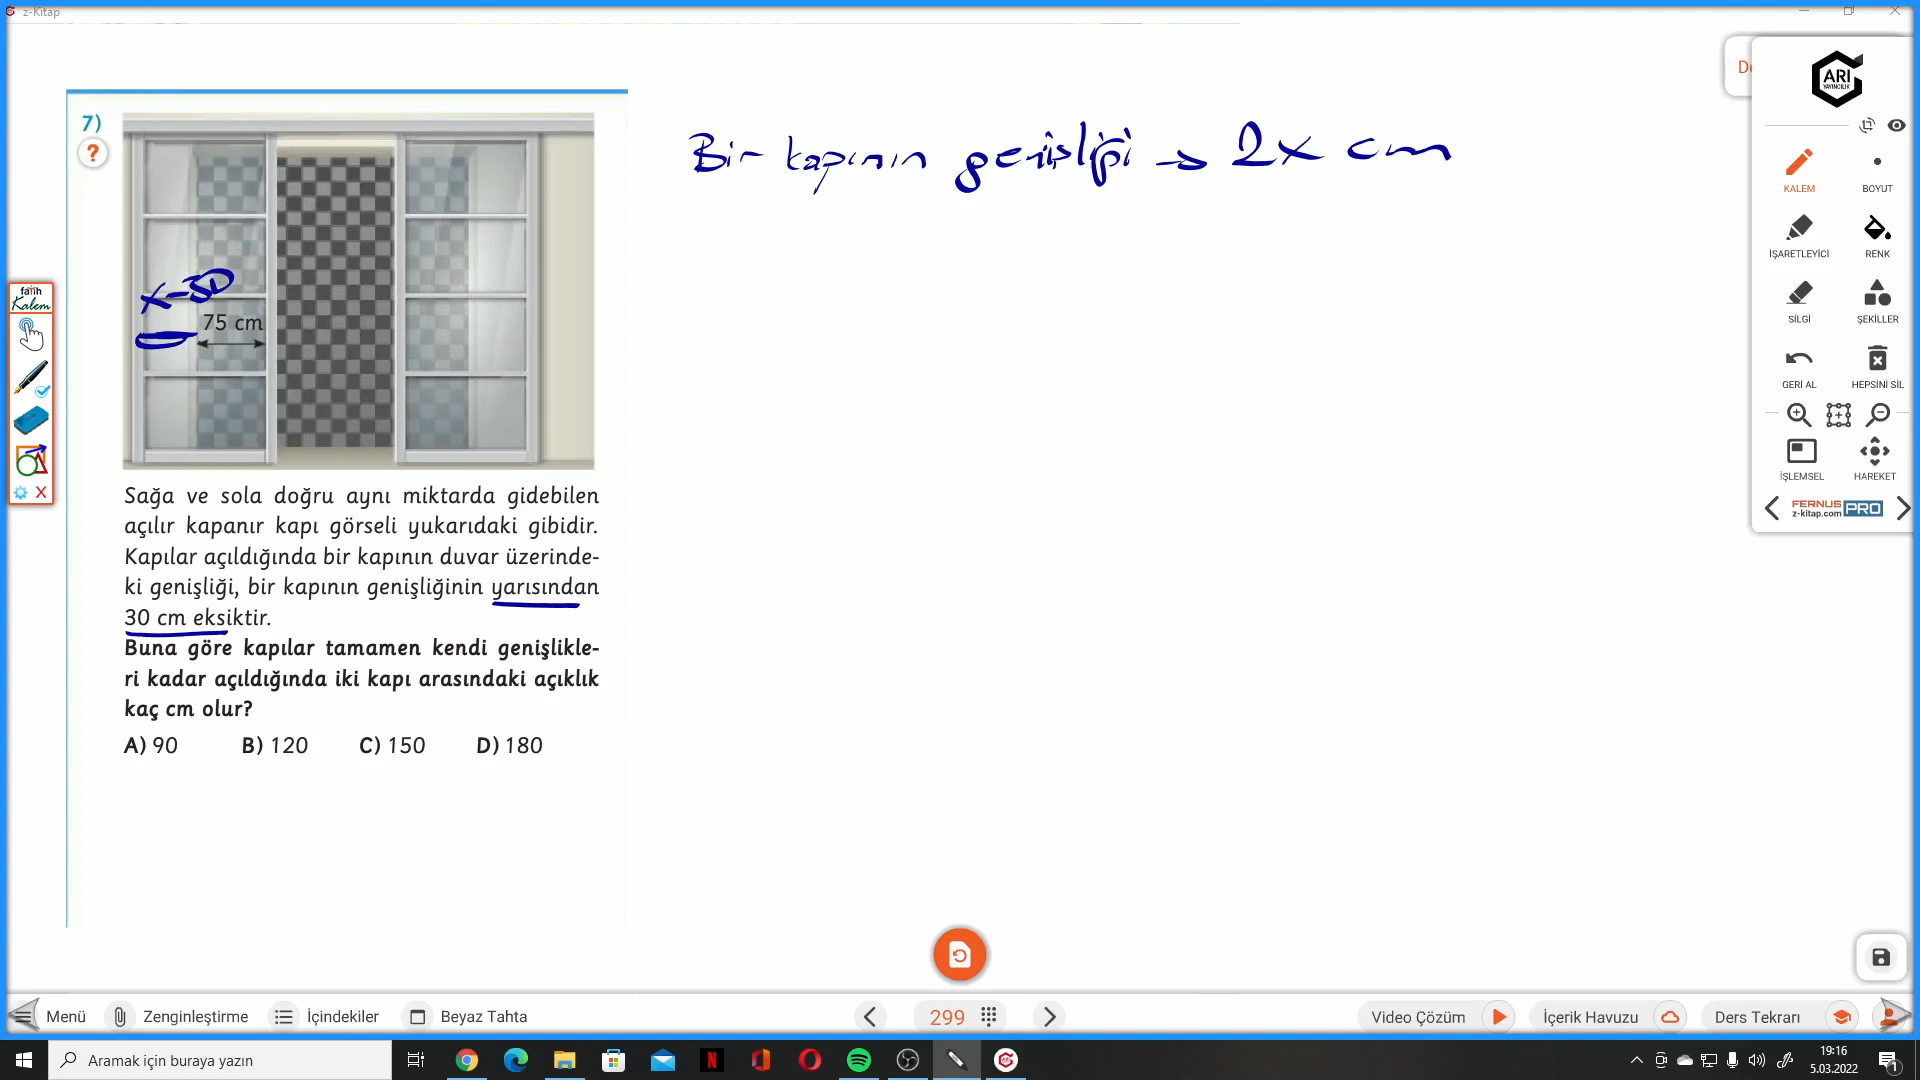 z-Kitap
7)
?
75 cm
x-30
Bir kapının genişliği → 2x cm
Sağa ve sola doğru aynı miktarda gidebilen
açılır kapanır kapı görseli yukarıdaki gibidir.
Kapılar açıldığında bir kapının duvar üzerinde-
ki genişliği, bir kapının genişliğinin yarısından
30 cm eksiktir.
Buna göre kapılar tamamen kendi genişlikle-
ri kadar açıldığında iki kapı arasındaki açıklık
kaç cm olur?
A) 90 B) 120 C) 150 D) 180
fatih
Kalem
X
ARI
YAYINCILIK
KALEM BOYUT
İŞARETLEYİCİ RENK
SİLGİ ŞEKİLLER
GERİ AL HEPSİNİ SİL
İŞLEMSEL HAREKET
FERNUS PRO
z-kitap.com
Menü Zenginleştirme İçindekiler Beyaz Tahta 299 Video Çözüm İçerik Havuzu Ders Tekrarı
Aramak için buraya yazın
19:16
5.03.2022
1